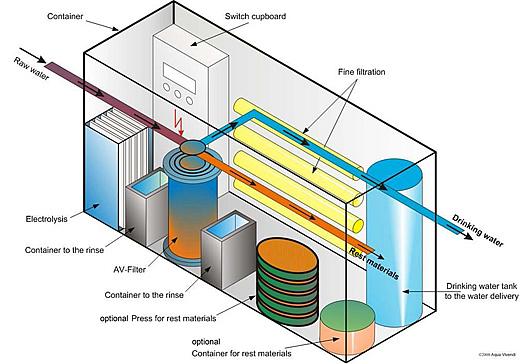 Container
Switch cupboard
Raw water
Fine filtration
Electrolysis
Container to the rinse
AV-Filter
Container to the rinse
optional Press for rest materials
optional
Container for rest materials
Rest materials
Drinking water
Drinking water tank
to the water delivery
©2009 Aqua Vivendi